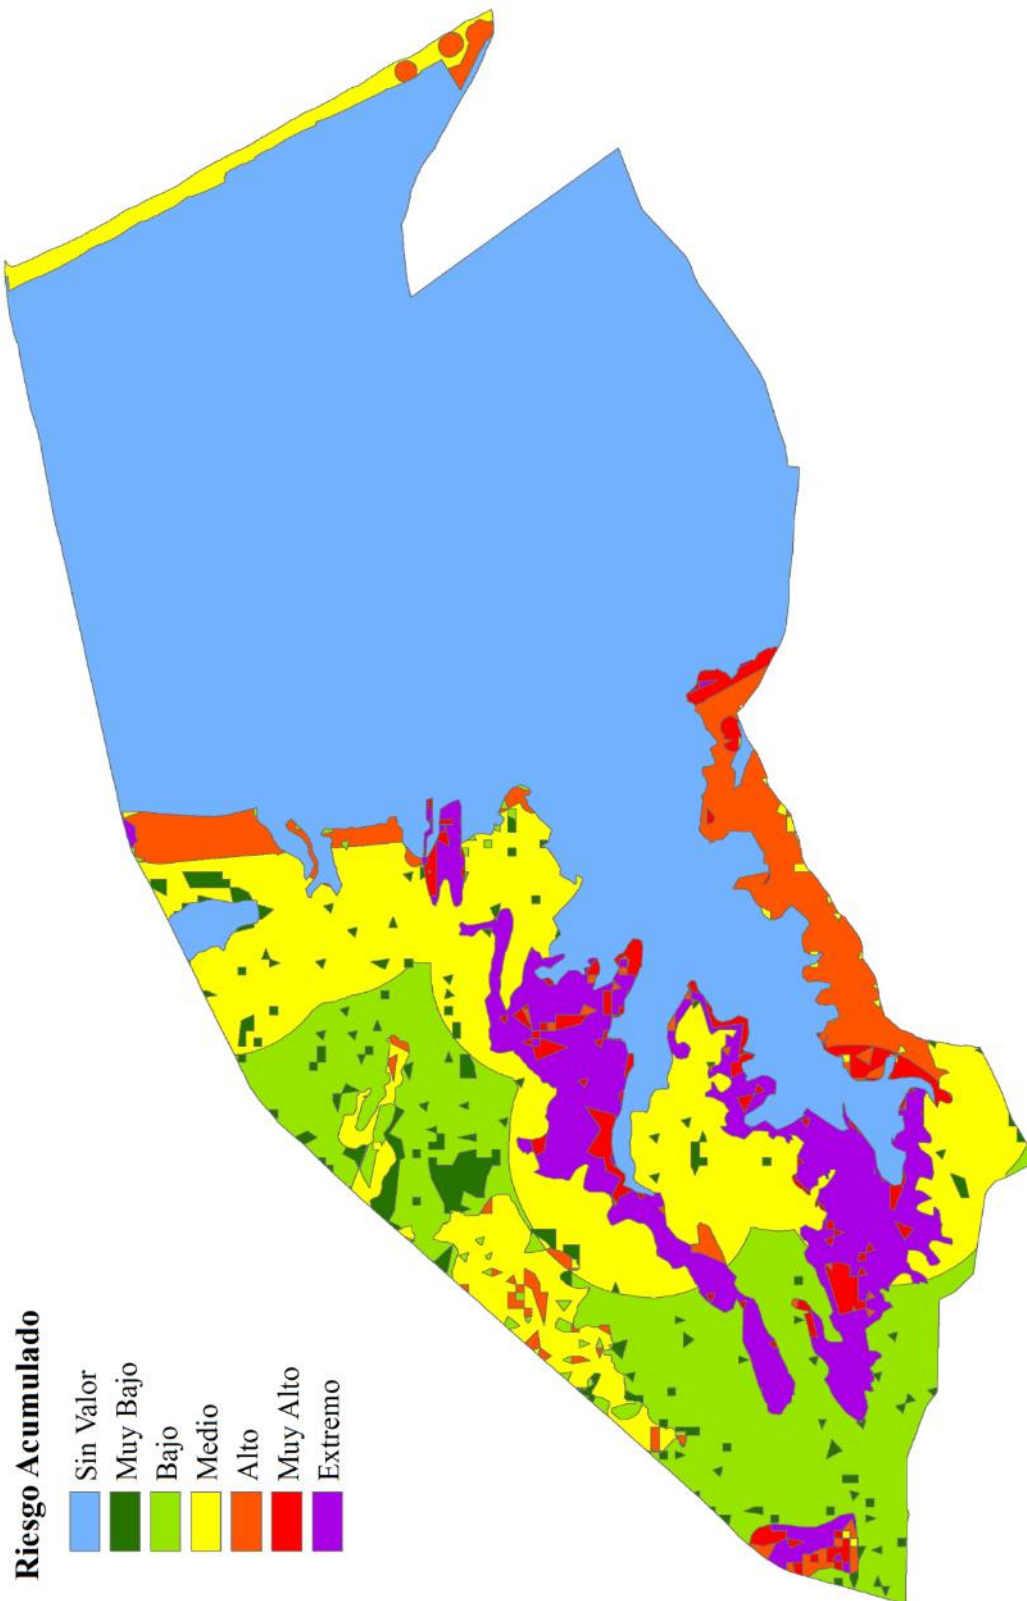 Riesgo Acumulado
Sin Valor
Muy Bajo
Bajo
Medio
Alto
Muy Alto
Extremo